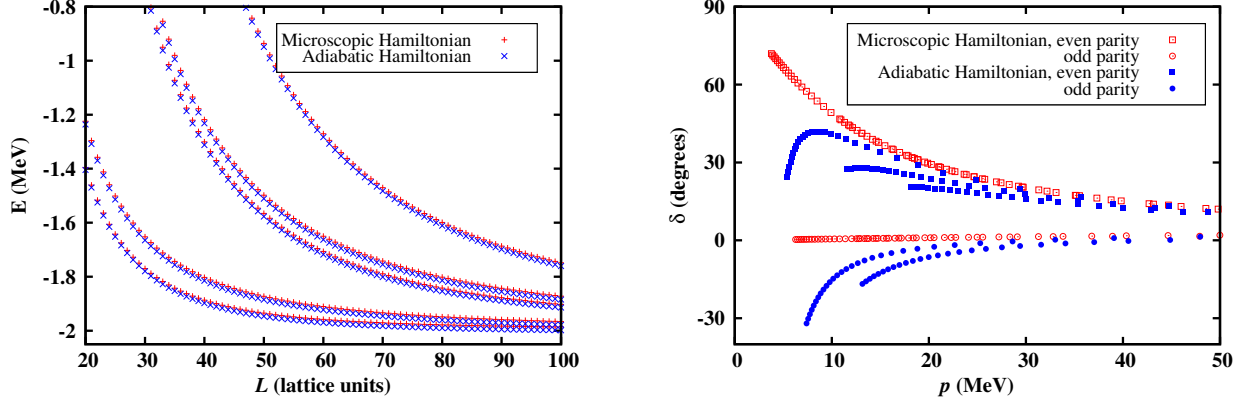 -0.8
-1
-1.2
-1.4
-1.6
-1.8
-2
E (MeV)
Microscopic Hamiltonian
Adiabatic Hamiltonian
20 30 40 50 60 70 80 90 100
L (lattice units)
90
60
30
0
-30
δ (degrees)
Microscopic Hamiltonian, even parity
odd parity
Adiabatic Hamiltonian, even parity
odd parity
0 10 20 30 40 50
p (MeV)